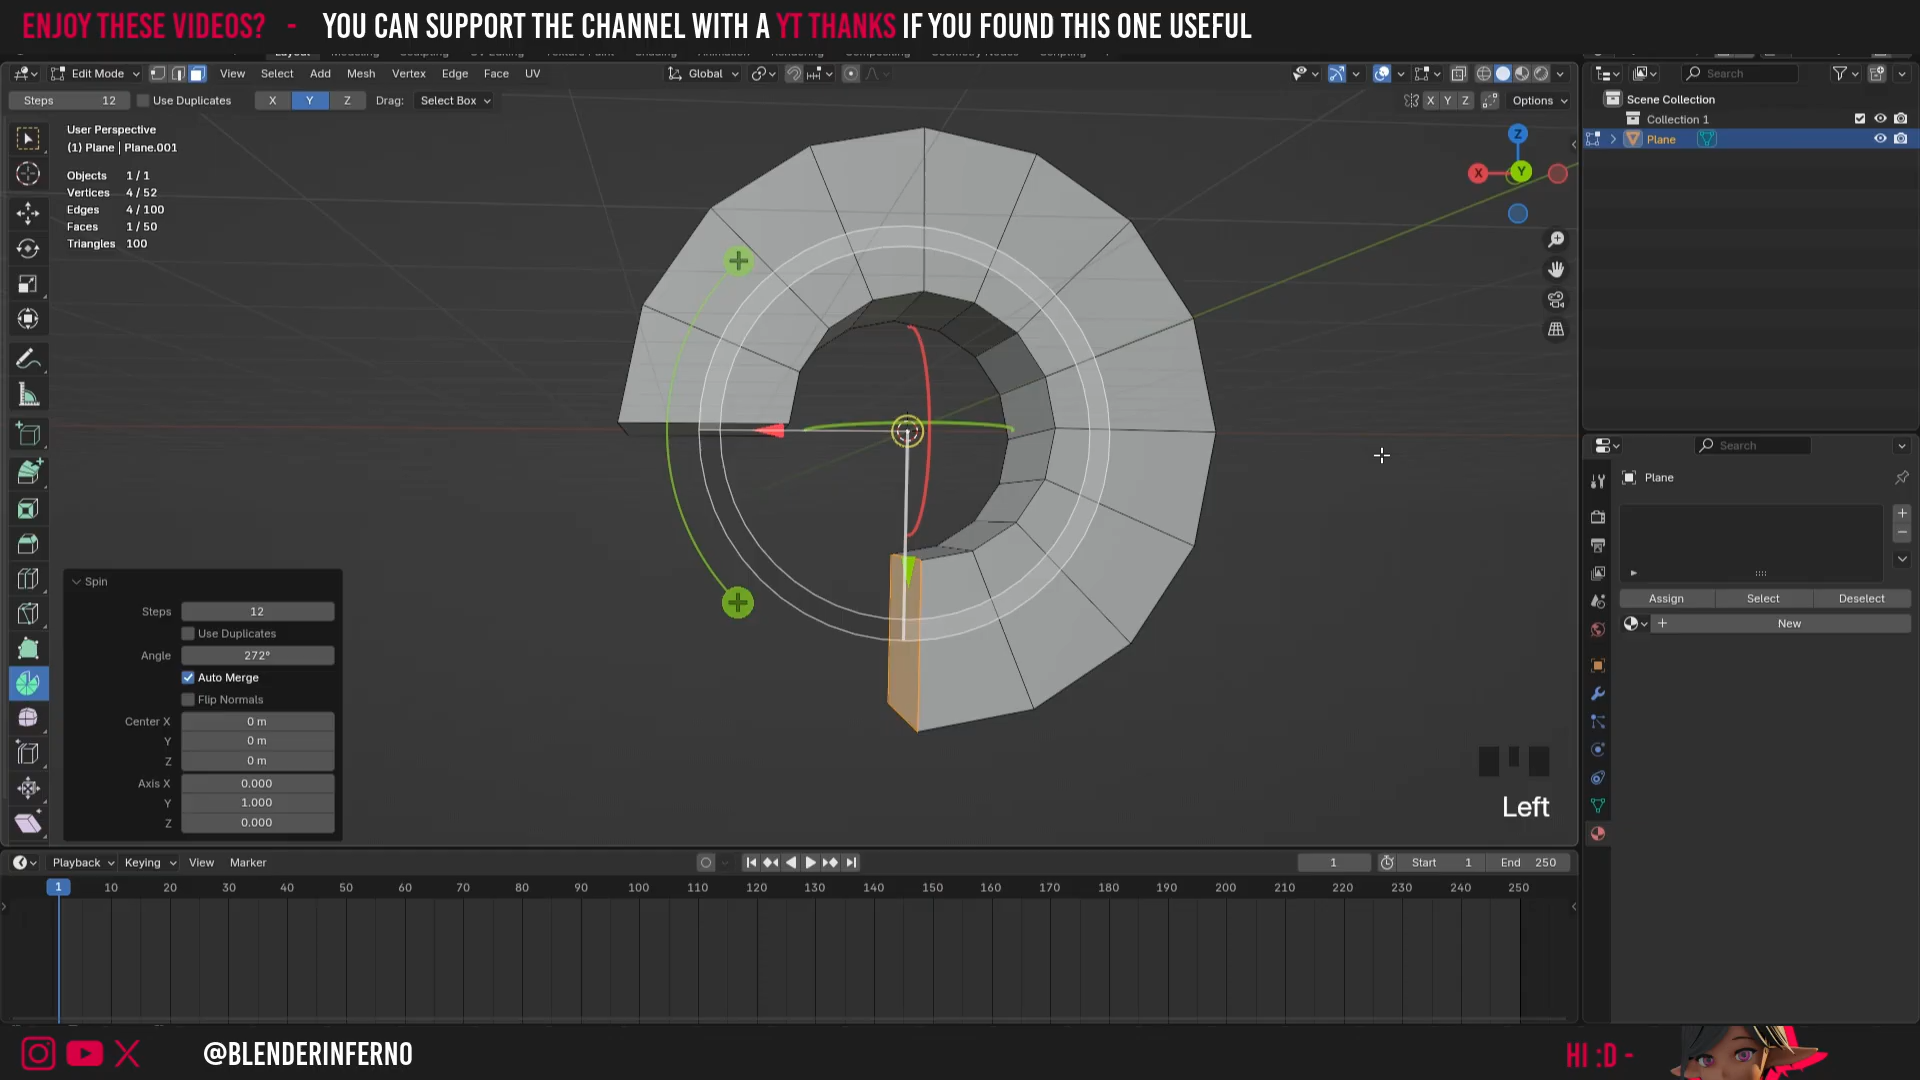 ENJOY THESE VIDEOS? - YOU CAN SUPPORT THE CHANNEL WITH A YT THANKS IF YOU FOUND THIS ONE USEFUL
Edit Mode View Select Add Mesh Vertex Edge Face UV Global Search
Steps 12 Use Duplicates X Y Z Drag: Select Box X Y Z Options
User Perspective
(1) Plane | Plane.001
Objects 1 / 1
Vertices 4 / 52
Edges 4 / 100
Faces 1 / 50
Triangles 100
Z
X
Y
Scene Collection
Collection 1
Plane
Search
Plane
Assign Select Deselect
New
Spin
Steps 12
Use Duplicates
Angle 272°
Auto Merge
Flip Normals
Center X 0 m
Y 0 m
Z 0 m
Axis X 0.000
Y 1.000
Z 0.000
Left
Playback Keying View Marker 1 Start 1 End 250
1 10 20 30 40 50 60 70 80 90 100 110 120 130 140 150 160 170 180 190 200 210 220 230 240 250
@BLENDERINFERNO HI :D -